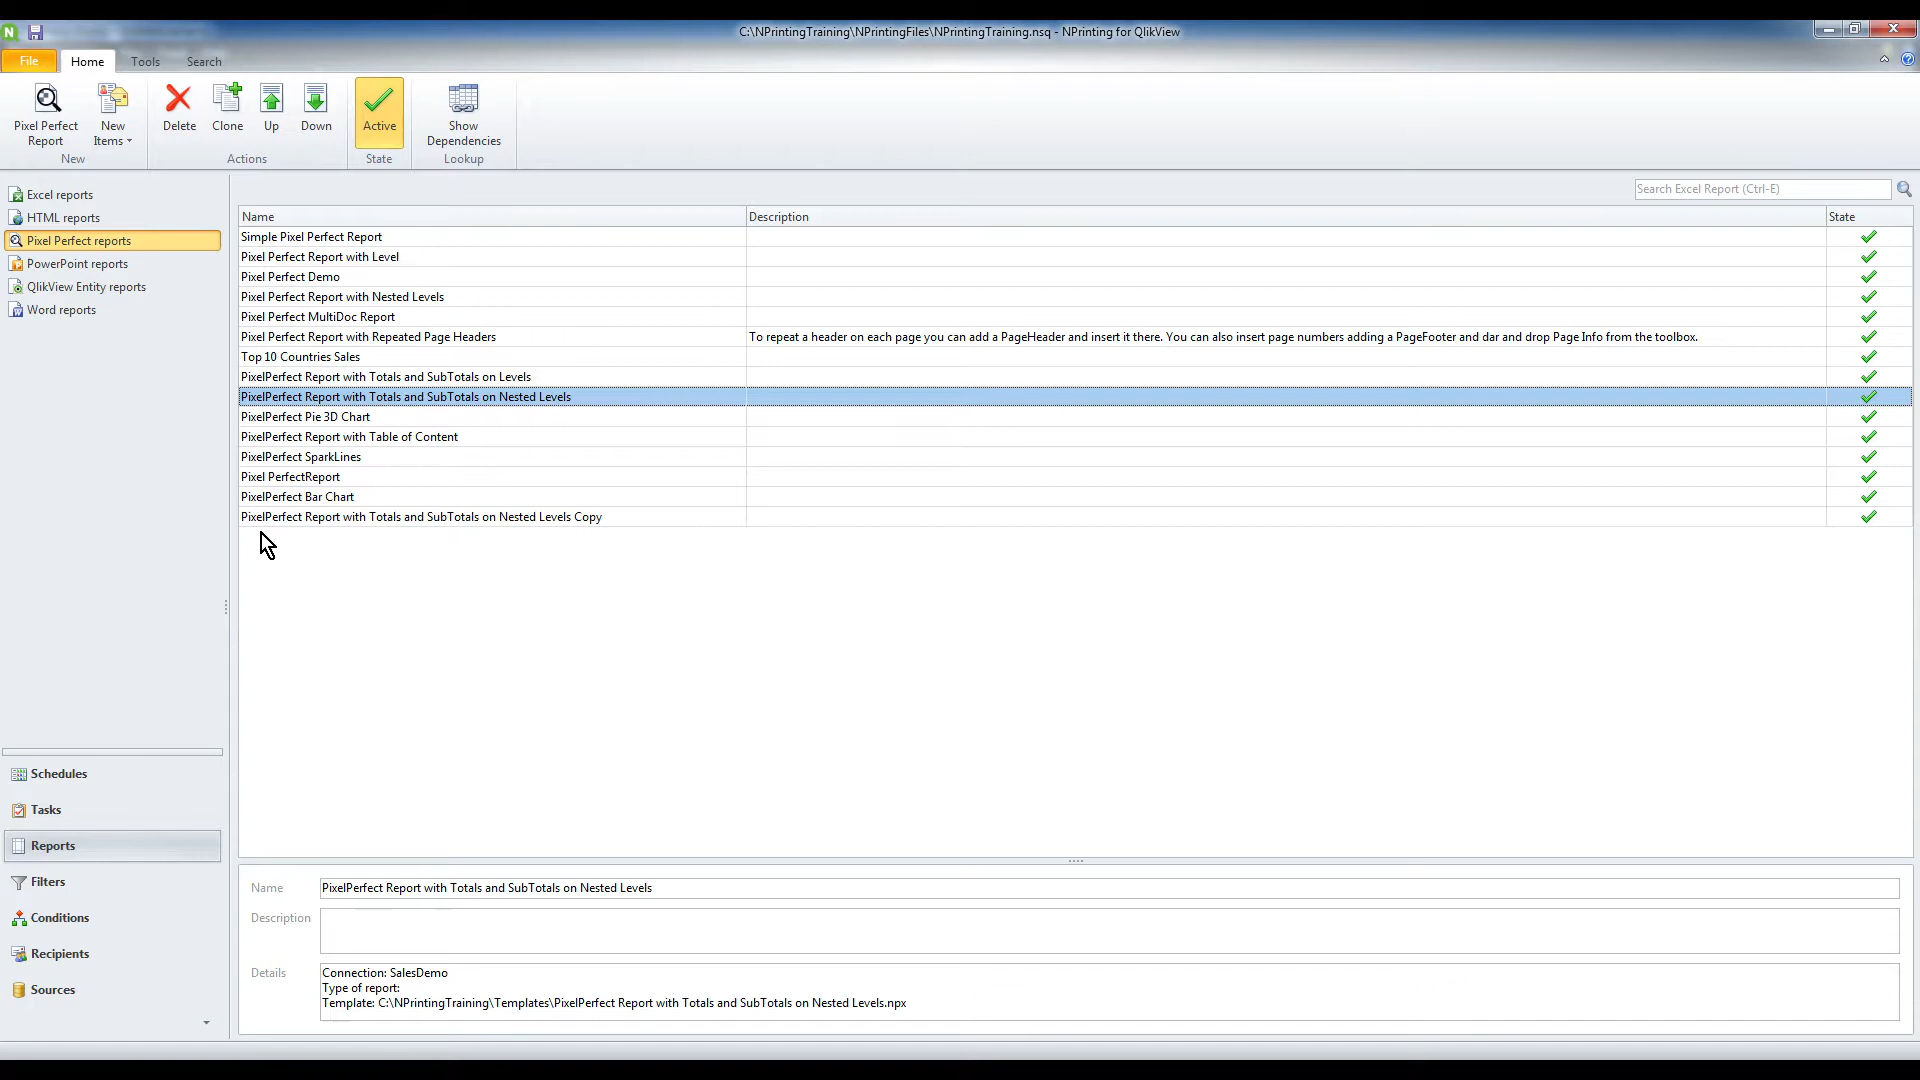 C:\NPrintingTraining\NPrintingFiles\NPrintingTraining.nsq - NPrinting for QlikView
File Home Tools Search
Pixel Perfect Report
New Items
Delete
Clone
Up
Down
Active
Show Dependencies
New Actions State Lookup
Excel reports
HTML reports
Pixel Perfect reports
PowerPoint reports
QlikView Entity reports
Word reports
Search Excel Report (Ctrl-E)
Name Description State
Simple Pixel Perfect Report
Pixel Perfect Report with Level
Pixel Perfect Demo
Pixel Perfect Report with Nested Levels
Pixel Perfect MultiDoc Report
Pixel Perfect Report with Repeated Page Headers To repeat a header on each page you can add a PageHeader and insert it there. You can also insert page numbers adding a PageFooter and dar and drop Page Info from the toolbox.
Top 10 Countries Sales
PixelPerfect Report with Totals and SubTotals on Levels
PixelPerfect Report with Totals and SubTotals on Nested Levels
PixelPerfect Pie 3D Chart
PixelPerfect Report with Table of Content
PixelPerfect SparkLines
Pixel PerfectReport
PixelPerfect Bar Chart
PixelPerfect Report with Totals and SubTotals on Nested Levels Copy
Schedules
Tasks
Reports
Filters
Conditions
Recipients
Sources
Name PixelPerfect Report with Totals and SubTotals on Nested Levels
Description
Details Connection: SalesDemo
Type of report:
Template: C:\NPrintingTraining\Templates\PixelPerfect Report with Totals and SubTotals on Nested Levels.npx